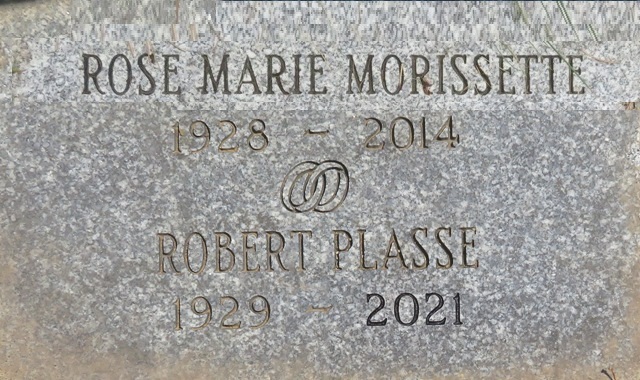 ROSE MARIE MORISSETTE
1928 - 2014
ROBERT PLASSE
1929 - 2021